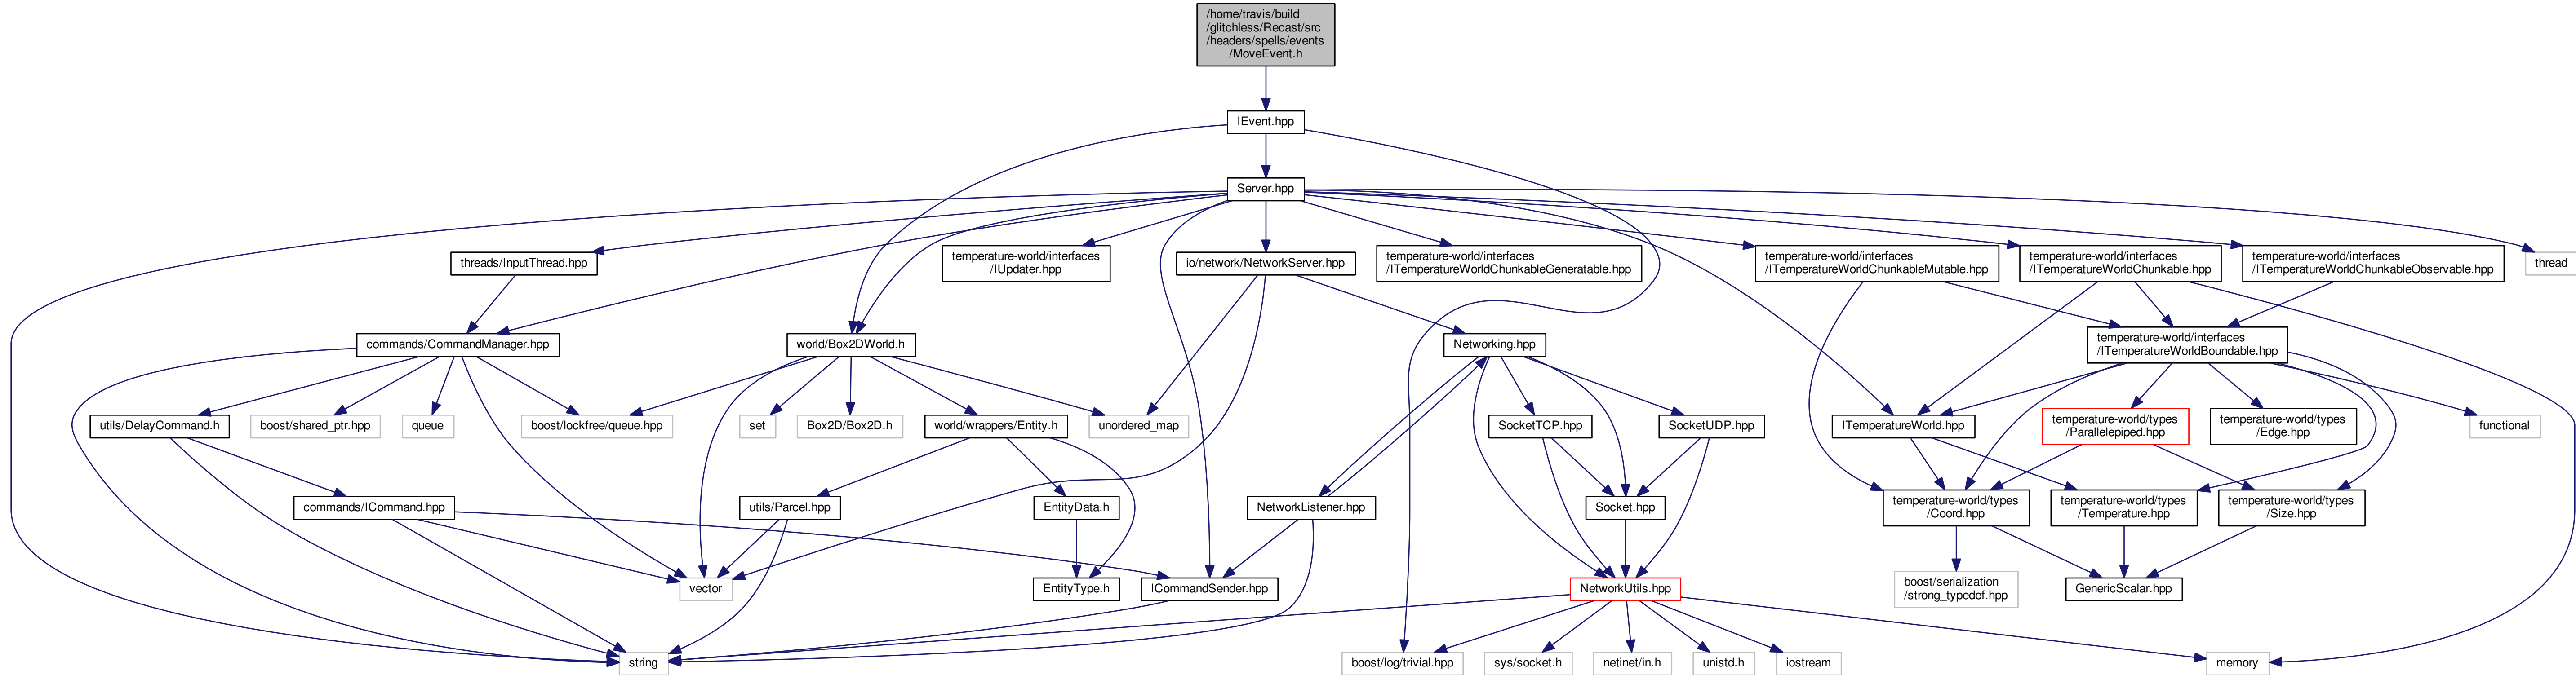 /home/travis/build
/glitchless/Recast/src
/headers/spells/events
/MoveEvent.h
IEvent.hpp
Server.hpp
threads/InputThread.hpp
temperature-world/interfaces
/IUpdater.hpp
io/network/NetworkServer.hpp
temperature-world/interfaces
/ITemperatureWorldChunkableGeneratable.hpp
temperature-world/interfaces
/ITemperatureWorldChunkableMutable.hpp
temperature-world/interfaces
/ITemperatureWorldChunkable.hpp
temperature-world/interfaces
/ITemperatureWorldChunkableObservable.hpp
thread
commands/CommandManager.hpp
world/Box2DWorld.h
Networking.hpp
temperature-world/interfaces
/ITemperatureWorldBoundable.hpp
utils/DelayCommand.h
boost/shared_ptr.hpp
queue
boost/lockfree/queue.hpp
set
Box2D/Box2D.h
world/wrappers/Entity.h
unordered_map
SocketTCP.hpp
SocketUDP.hpp
ITemperatureWorld.hpp
temperature-world/types
/Parallelepiped.hpp
temperature-world/types
/Edge.hpp
functional
commands/ICommand.hpp
utils/Parcel.hpp
EntityData.h
NetworkListener.hpp
Socket.hpp
temperature-world/types
/Coord.hpp
temperature-world/types
/Temperature.hpp
temperature-world/types
/Size.hpp
vector
EntityType.h
ICommandSender.hpp
NetworkUtils.hpp
boost/serialization
/strong_typedef.hpp
GenericScalar.hpp
string
boost/log/trivial.hpp
sys/socket.h
netinet/in.h
unistd.h
iostream
memory